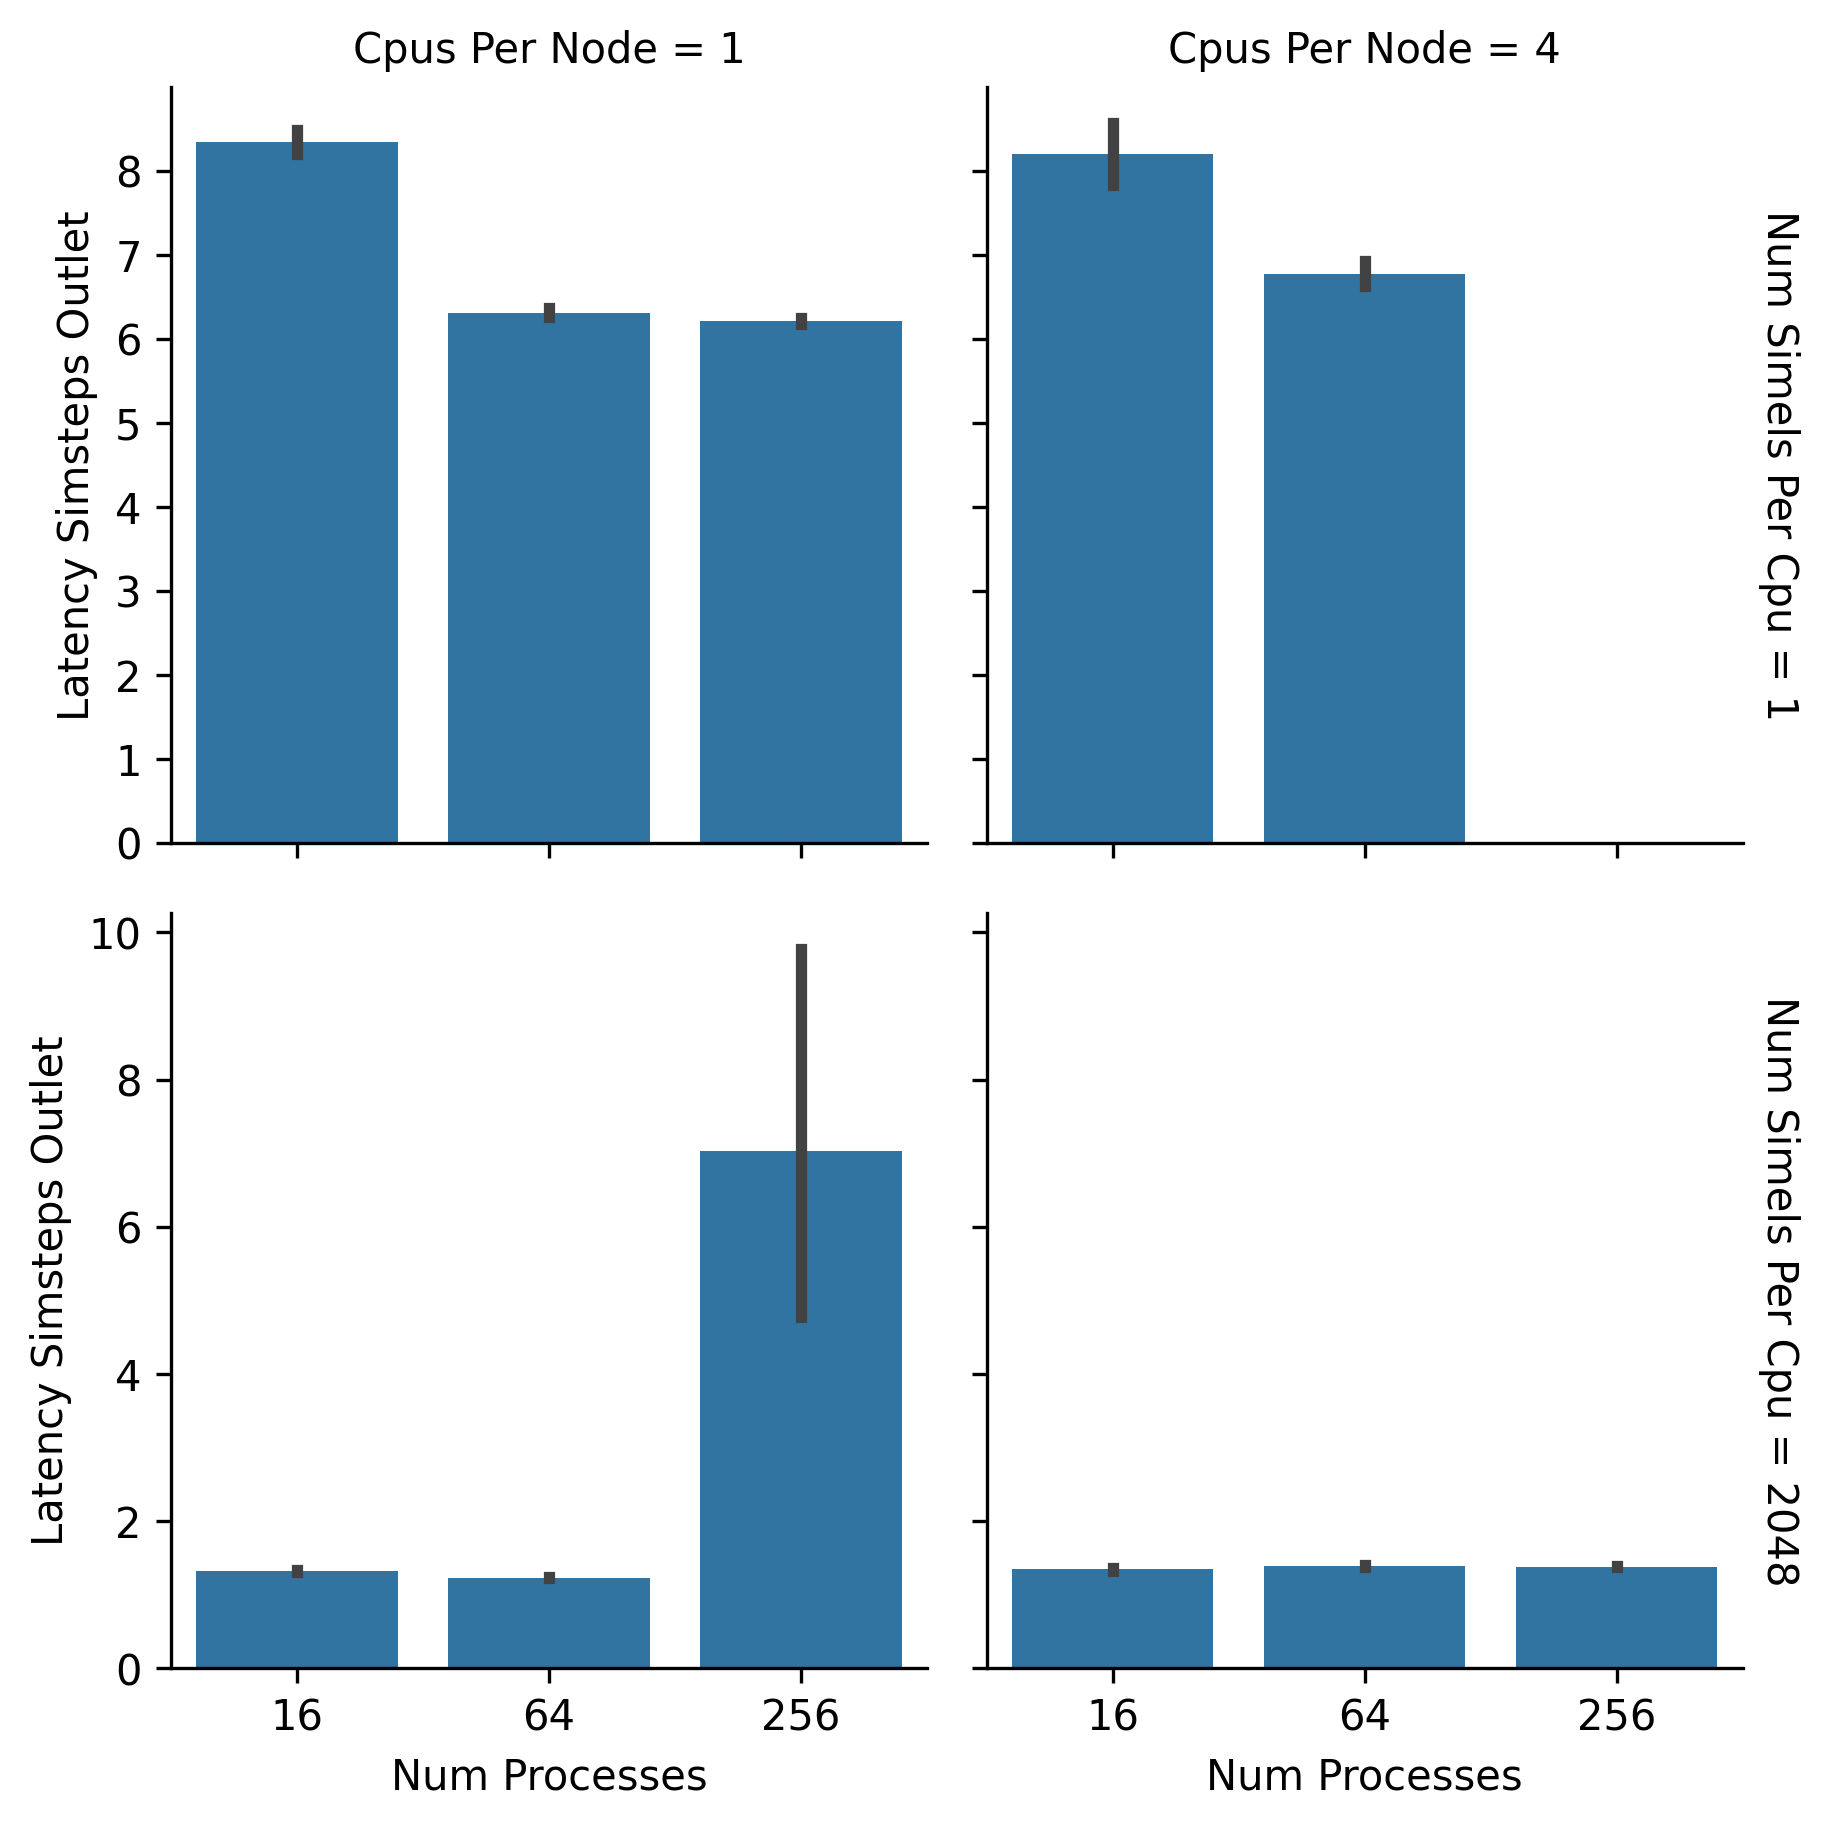 Cpus Per Node = 1
Cpus Per Node = 4
Latency Simsteps Outlet
8
7
6
5
4
3
2
1
0
Num Simels Per Cpu = 1
Latency Simsteps Outlet
10
8
6
4
2
0
Num Simels Per Cpu = 2048
16 64 256
16 64 256
Num Processes
Num Processes